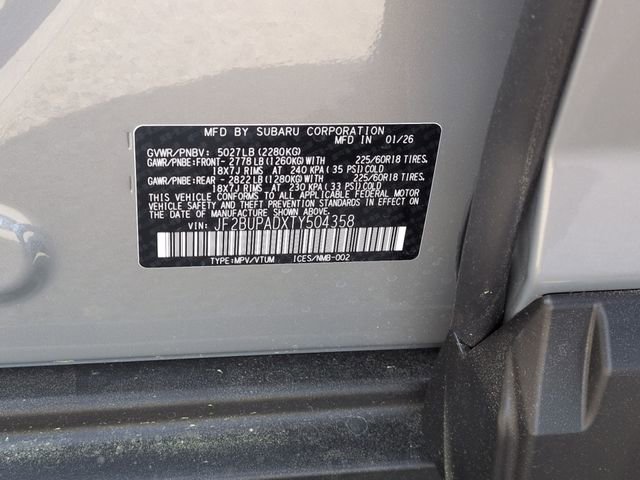 MFD BY SUBARU CORPORATION
MFD IN 01/26
GVWR/PNBV: 5027LB (2280KG)
GAWR/PNBE:FRONT- 2778LB (1260KG) WITH 225/60R18 TIRES,
18X7J RIMS AT 240 KPA (35 PSI) COLD
GAWR/PNBE:REAR - 2822LB (1280KG) WITH 225/60R18 TIRES,
18X7J RIMS AT 230 KPA (33 PSI) COLD
THIS VEHICLE CONFORMS TO ALL APPLICABLE FEDERAL MOTOR
VEHICLE SAFETY AND THEFT PREVENTION STANDARDS IN EFFECT
ON THE DATE OF MANUFACTURE SHOWN ABOVE.
VIN: JF2BUPADXTY504358
TYPE:MPV/VTUM ICES/NMB-002